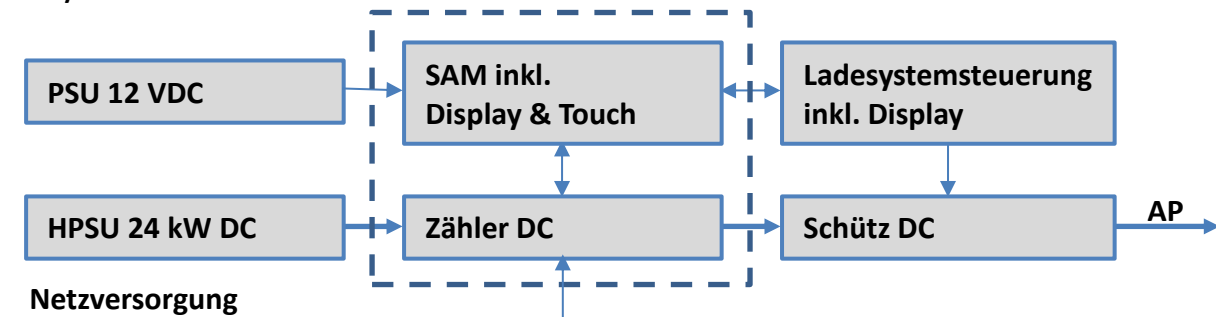 PSU 12 VDC
SAM inkl.
Display & Touch
Ladesystemsteuerung
inkl. Display
HPSU 24 kW DC
Zähler DC
Schütz DC
AP
Netzversorgung